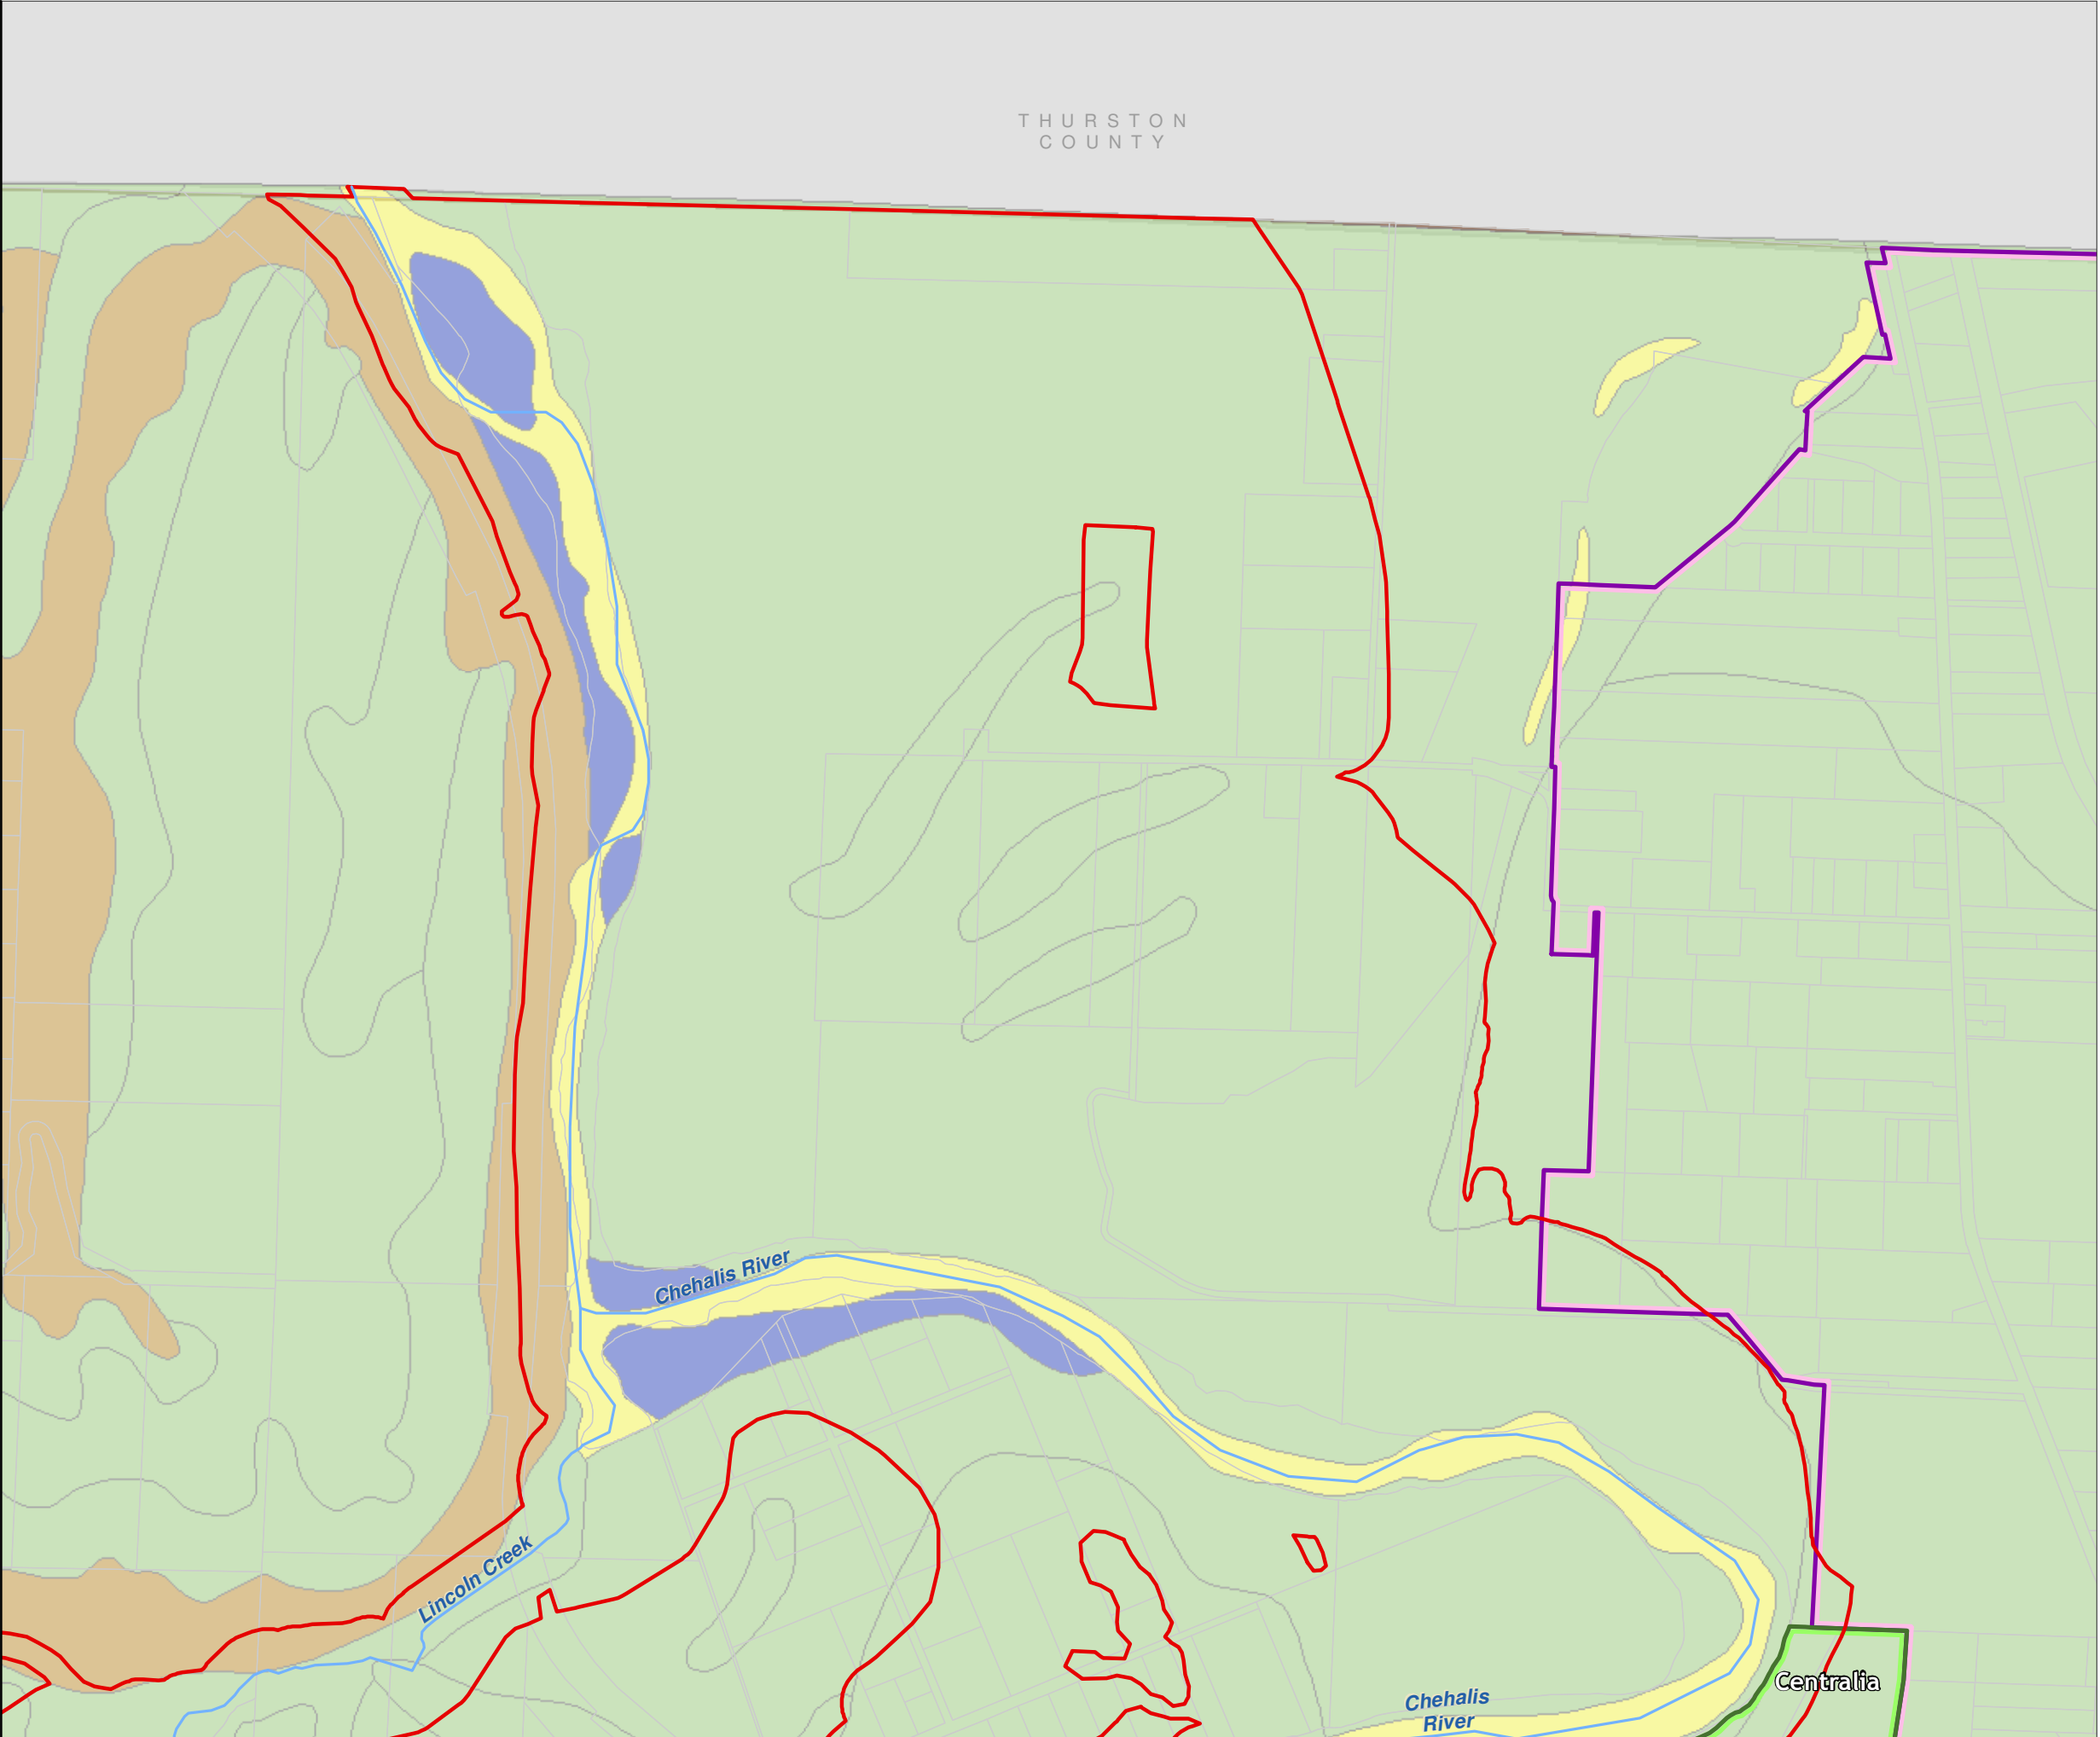 THURSTON
COUNTY
Chehalis River
Lincoln Creek
Centralia
Chehalis
River